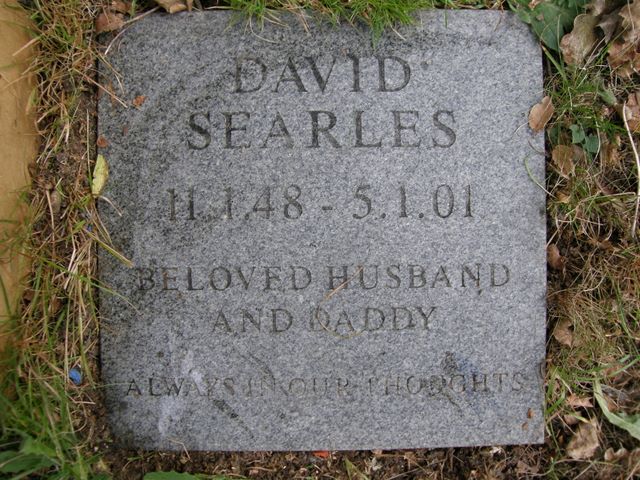 DAVID
SEARLES
11.1.48 - 5.1.01
BELOVED HUSBAND
AND DADDY
ALWAYS IN OUR THOUGHTS